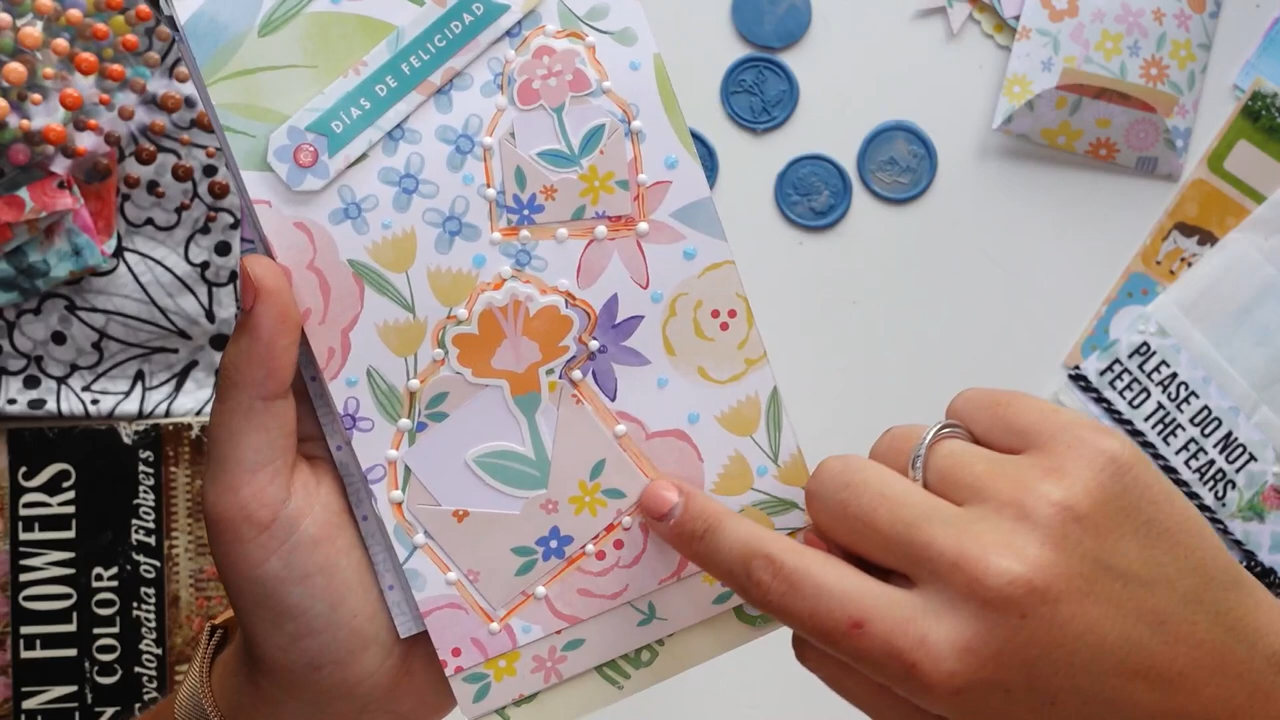 DÍAS DE FELICIDAD
PLEASE DO NOT
FEED THE FEARS
EN FLOWERS
N COLOR
cyclopedia of Flowers